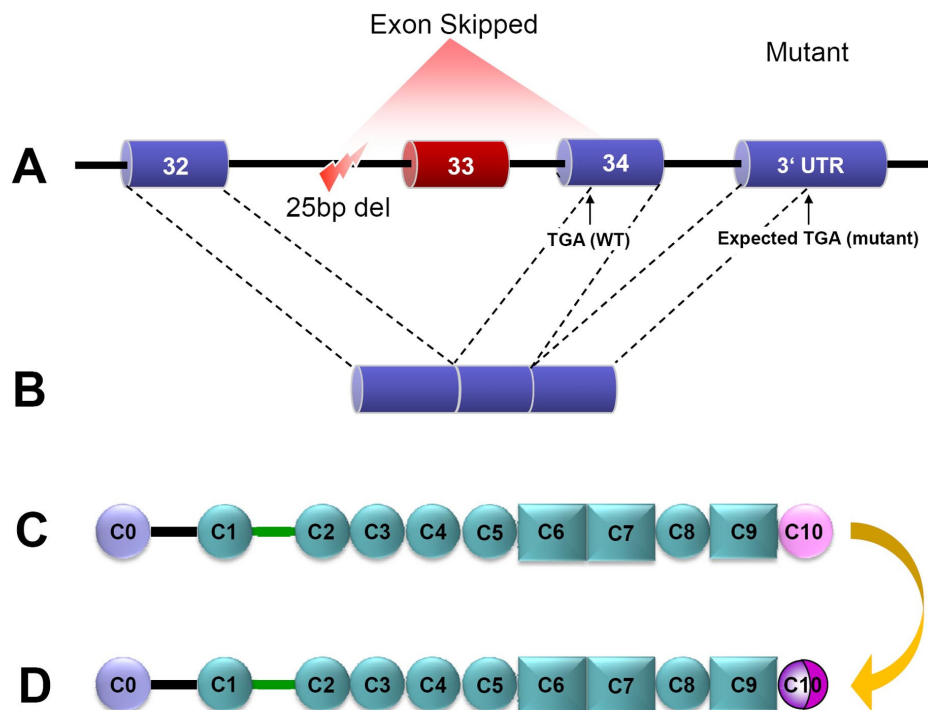 Exon Skipped
Mutant
A
32
33
34
3‘ UTR
25bp del
TGA (WT)
Expected TGA (mutant)
B
C
C0 C1 C2 C3 C4 C5 C6 C7 C8 C9 C10
D
C0 C1 C2 C3 C4 C5 C6 C7 C8 C9 C10